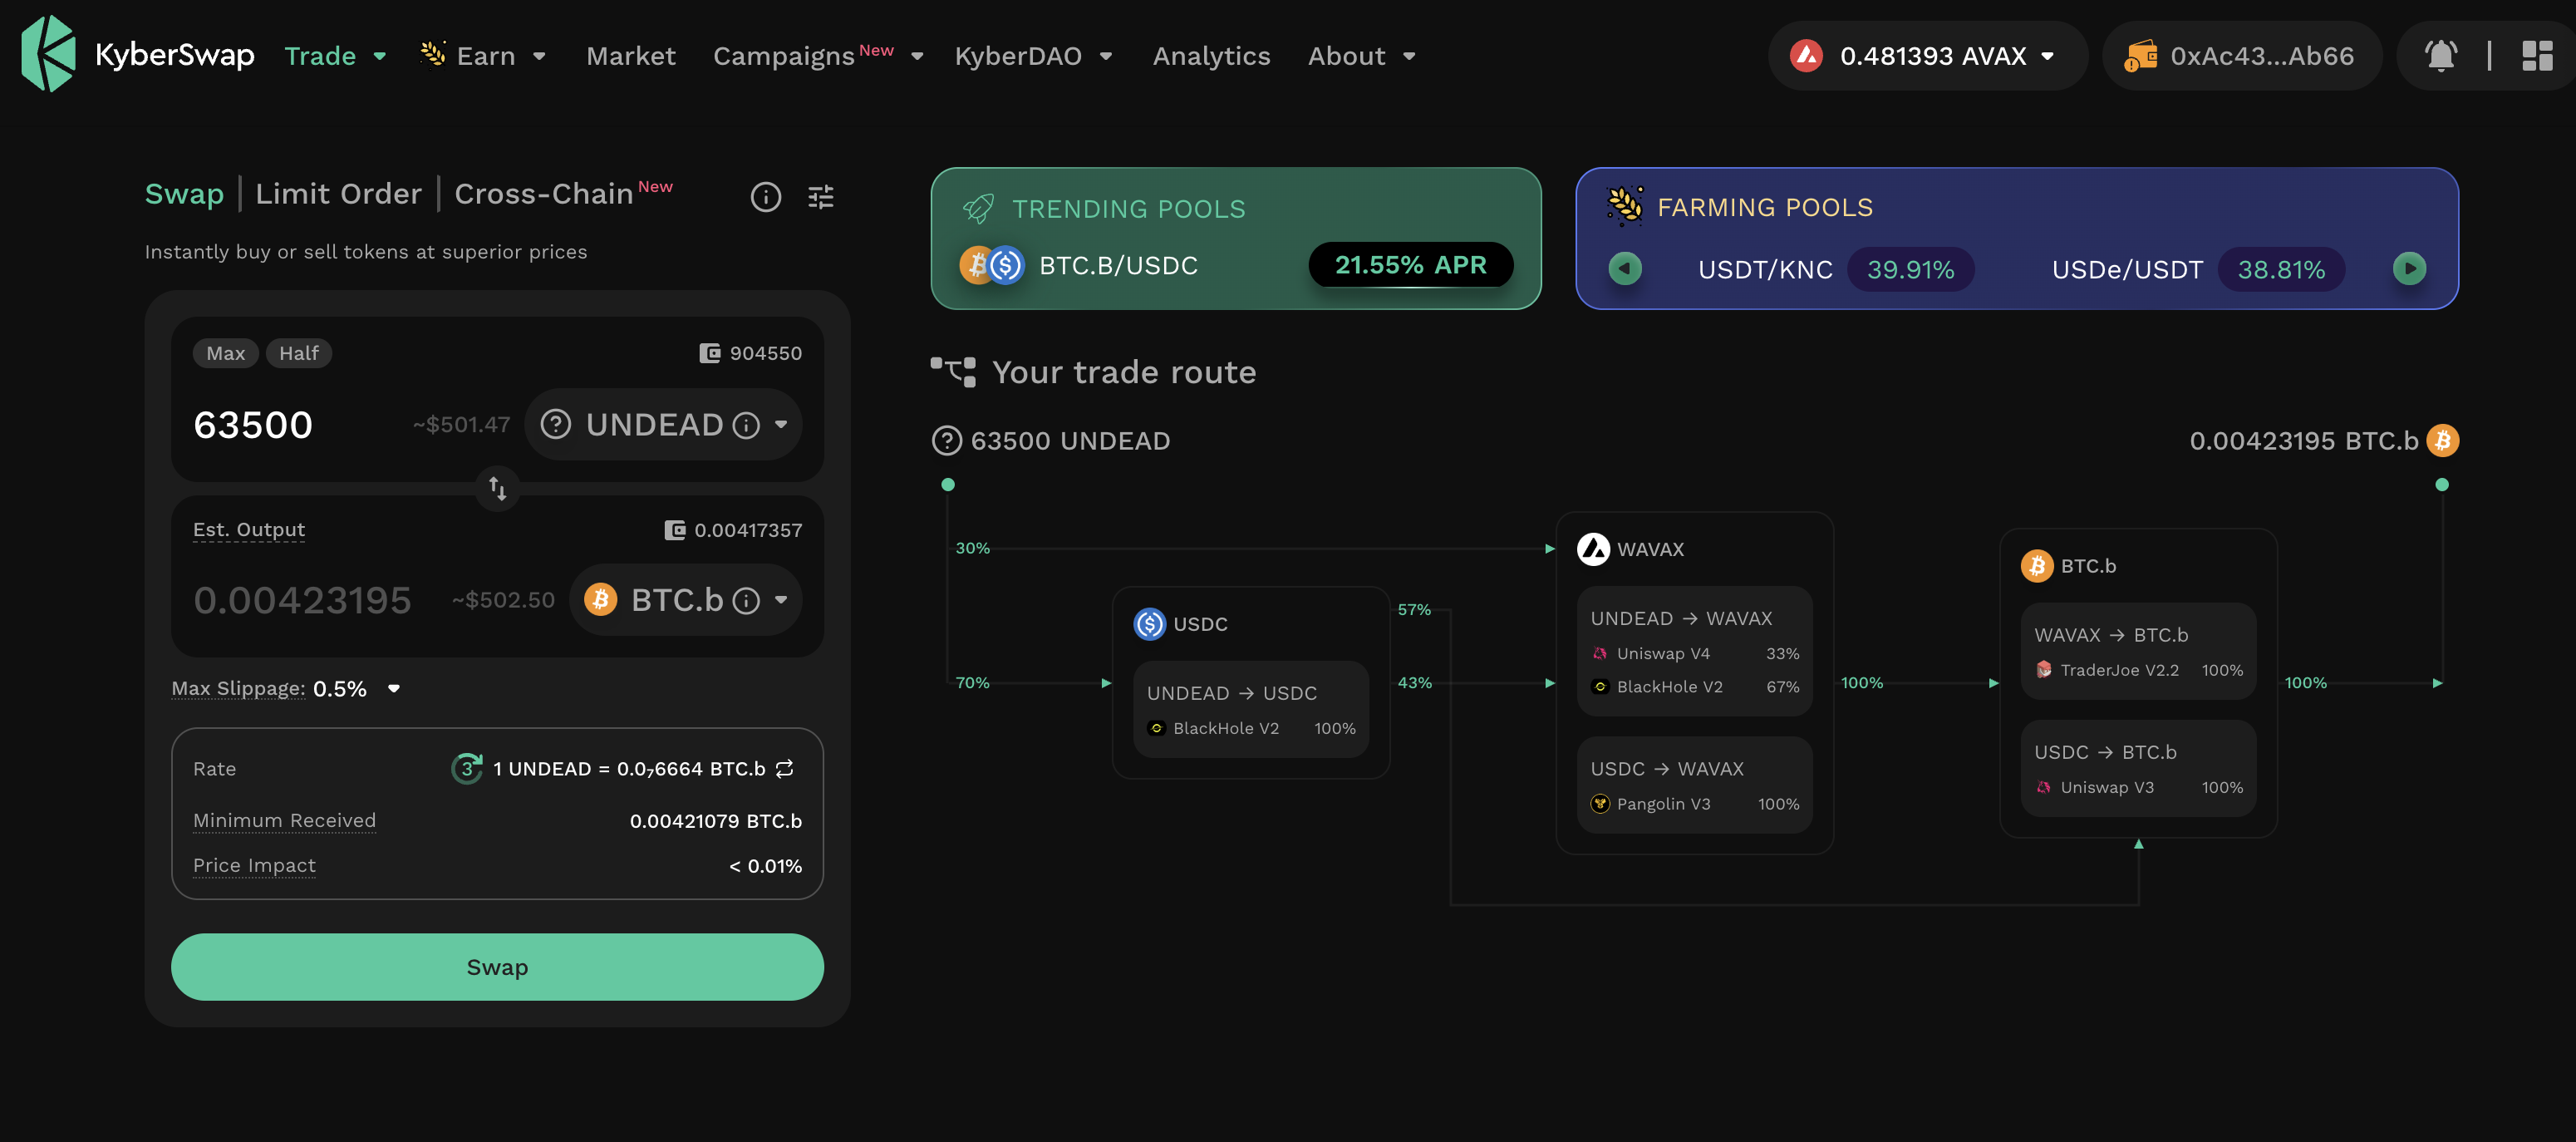 KyberSwap Trade Earn Market Campaigns New KyberDAO Analytics About 0.481393 AVAX 0xAc43...Ab66
Swap | Limit Order | Cross-Chain New
Instantly buy or sell tokens at superior prices
Max Half 904550
63500 ~$501.47 UNDEAD
Est. Output 0.00417357
0.00423195 ~$502.50 BTC.b
Max Slippage: 0.5%
Rate 3 1 UNDEAD = 0.0₇6664 BTC.b
Minimum Received 0.00421079 BTC.b
Price Impact < 0.01%
Swap
TRENDING POOLS
BTC.B/USDC 21.55% APR
FARMING POOLS
USDT/KNC 39.91% USDe/USDT 38.81%
Your trade route
63500 UNDEAD 0.00423195 BTC.b
30%
70%
USDC
UNDEAD → USDC
BlackHole V2 100%
57%
43%
WAVAX
UNDEAD → WAVAX
Uniswap V4 33%
BlackHole V2 67%
USDC → WAVAX
Pangolin V3 100%
100%
BTC.b
WAVAX → BTC.b
TraderJoe V2.2 100%
USDC → BTC.b
Uniswap V3 100%
100%